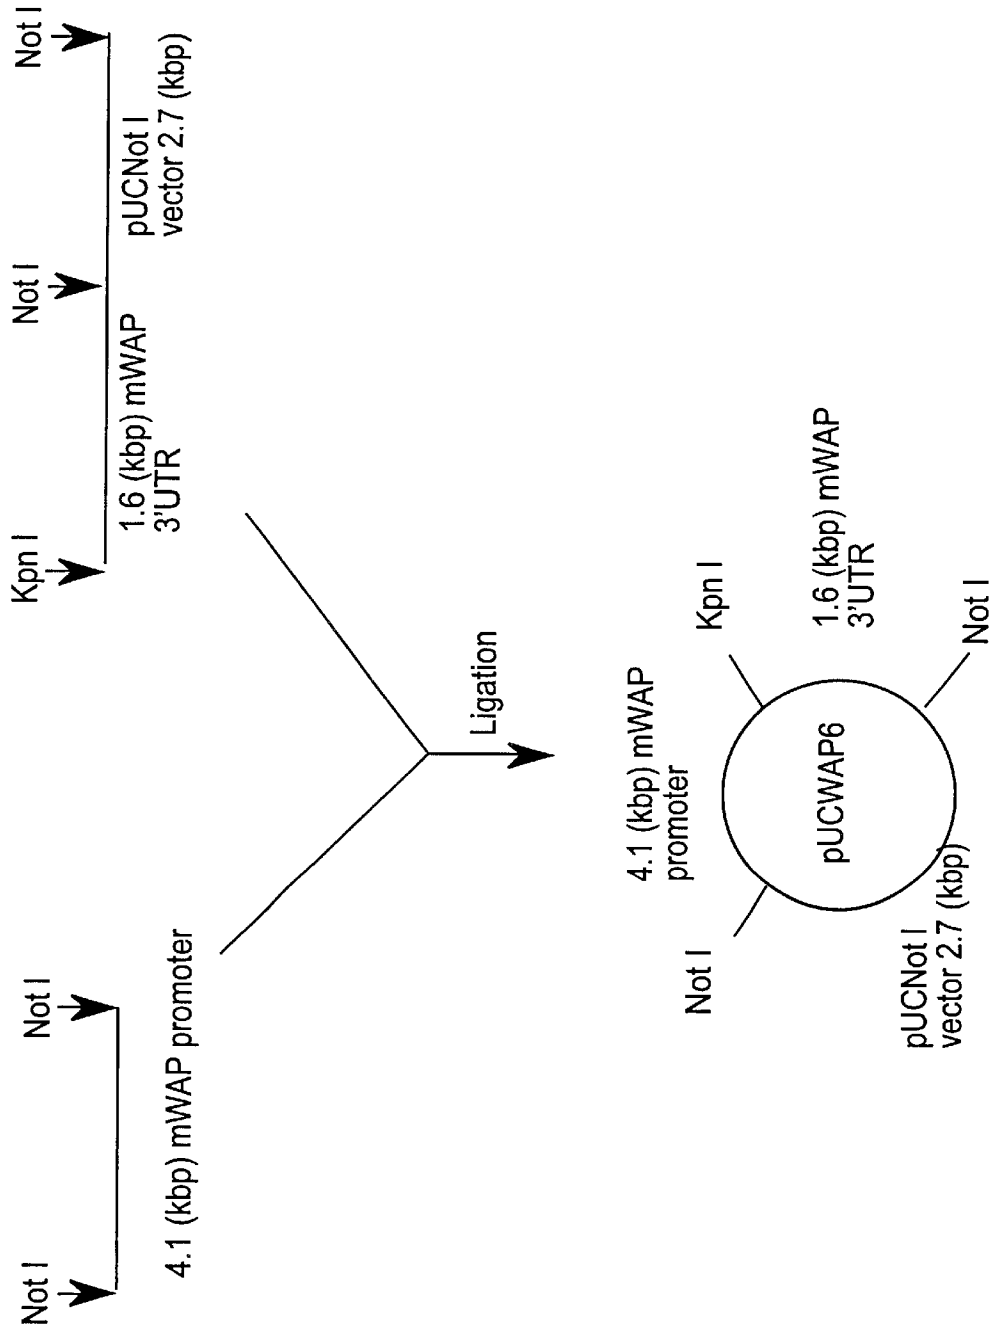 Not I
Not I
4.1 (kbp) mWAP promoter
Kpn I
Not I
Not I
1.6 (kbp) mWAP
3'UTR
pUCNot I
vector 2.7 (kbp)
Ligation
4.1 (kbp) mWAP
promoter
Not I
Kpn I
pUCWAP6
1.6 (kbp) mWAP
3'UTR
pUCNot I
vector 2.7 (kbp)
Not I